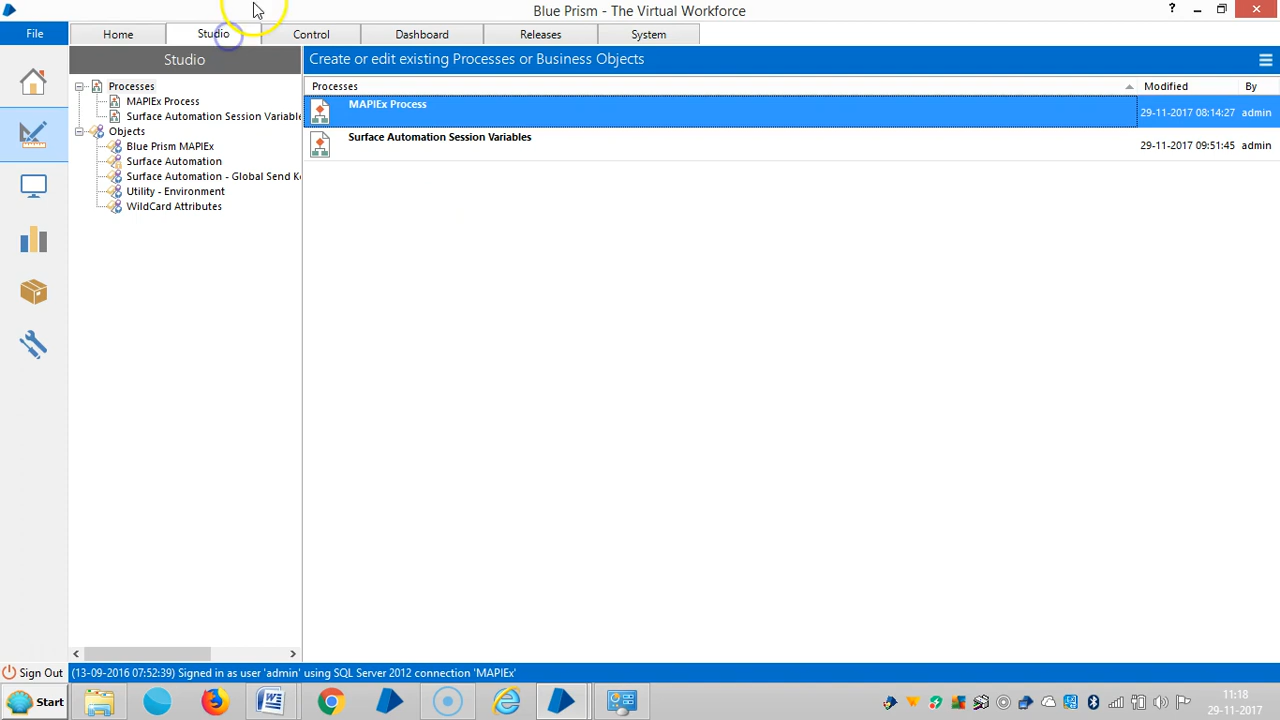 Blue Prism - The Virtual Workforce
?
File
Home
Studio
Control
Dashboard
Releases
System
Studio
Create or edit existing Processes or Business Objects
Processes
MAPIEx Process
Surface Automation Session Variable
Objects
Blue Prism MAPIEx
Surface Automation
Surface Automation - Global Send K
Utility - Environment
WildCard Attributes
Processes
Modified
By
MAPIEx Process
29-11-2017 08:14:27
admin
Surface Automation Session Variables
29-11-2017 09:51:45
admin
Sign Out
(13-09-2016 07:52:39) Signed in as user 'admin' using SQL Server 2012 connection 'MAPIEx'
Start
11:18
29-11-2017